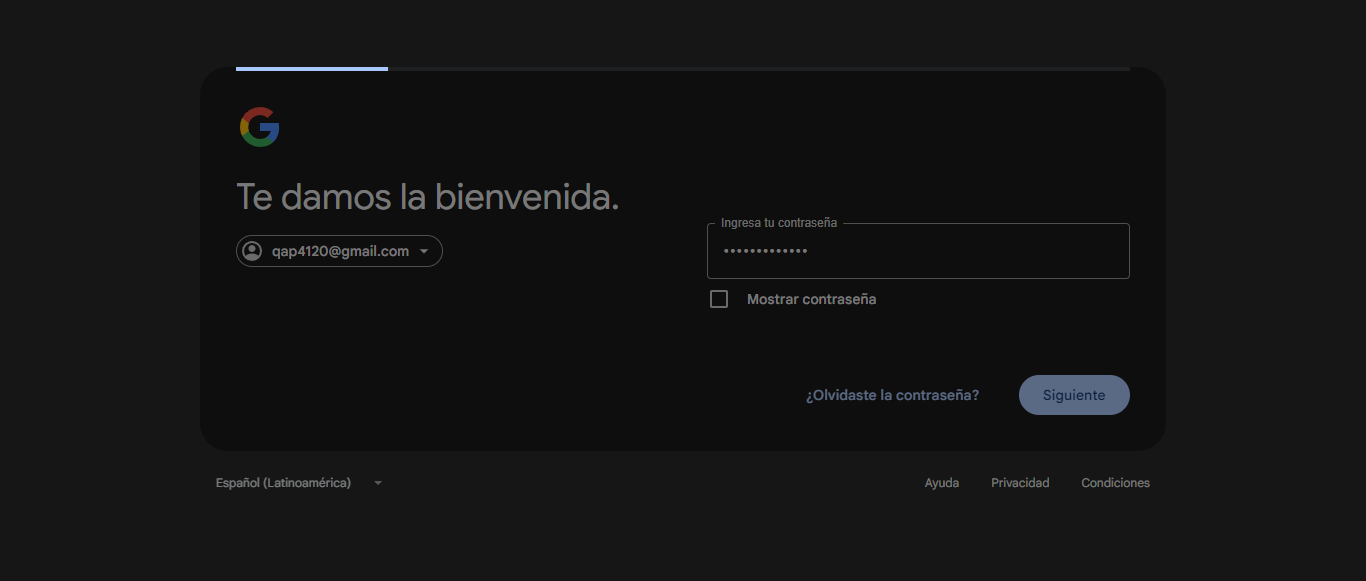 Te damos la bienvenida.
qap4120@gmail.com
Ingresa tu contraseña
•••••••••••••
Mostrar contraseña
¿Olvidaste la contraseña?
Siguiente
Español (Latinoamérica)
Ayuda
Privacidad
Condiciones